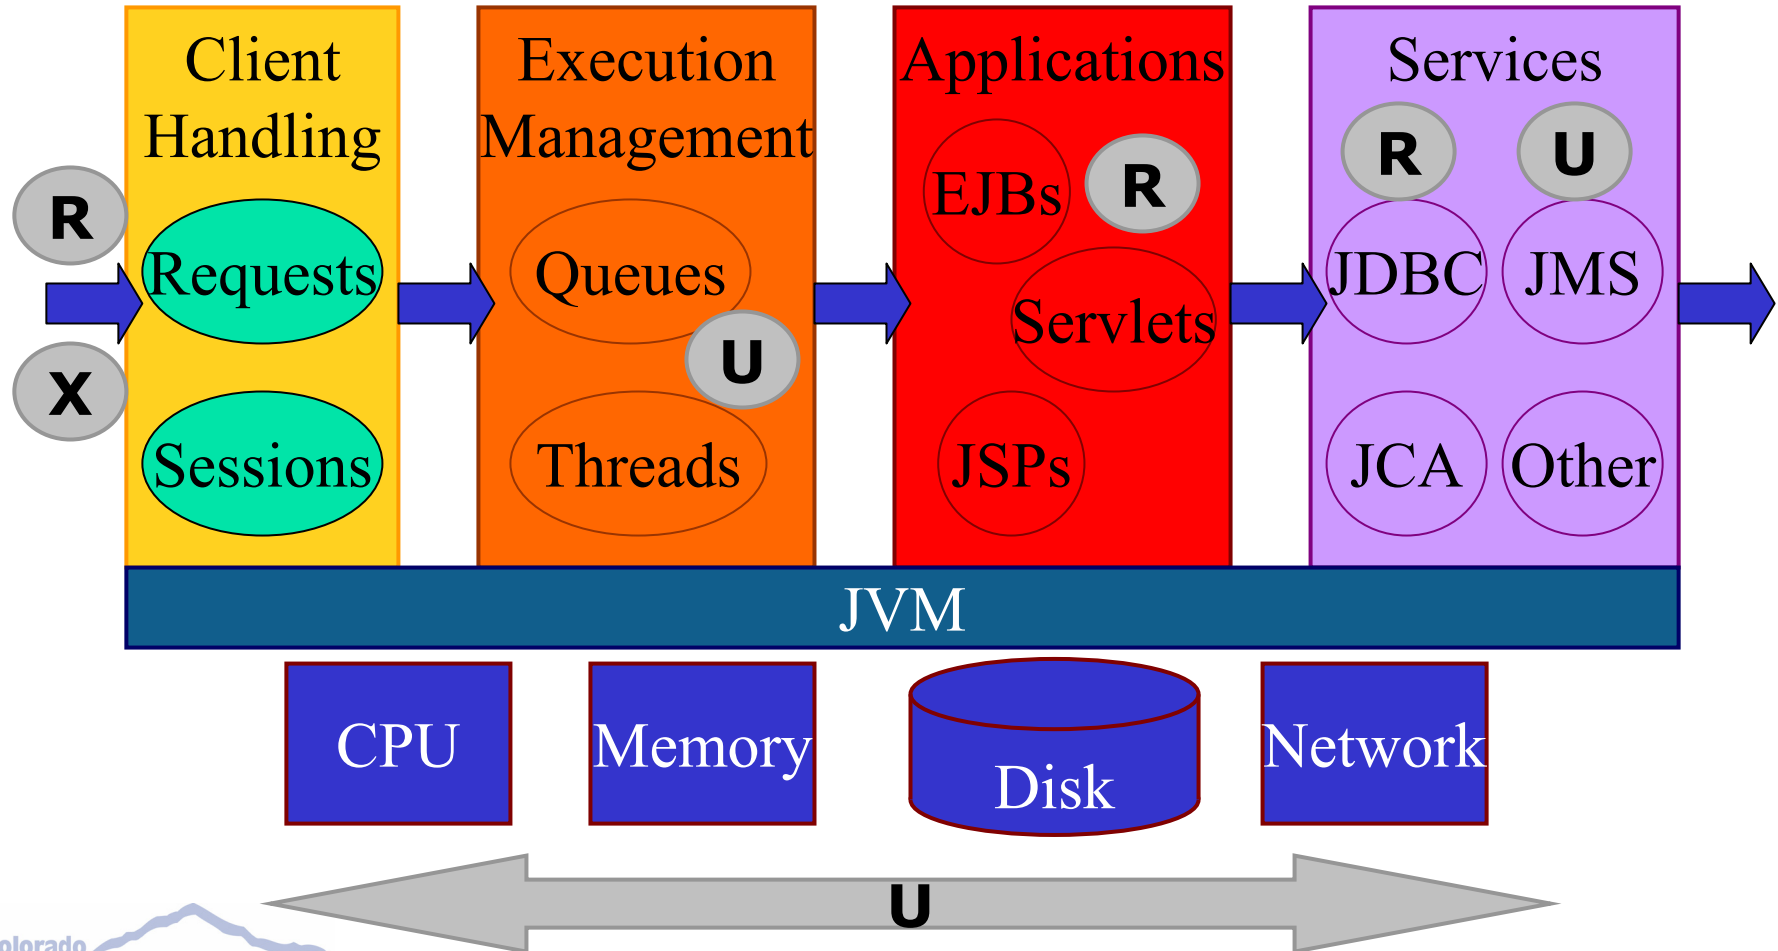 Client
Handling
R
Requests
X
Sessions
Execution
Management
Queues
U
Threads
Applications
EJBs
R
Servlets
JSPs
Services
R
U
JDBC
JMS
JCA
Other
JVM
CPU
Memory
Disk
Network
U